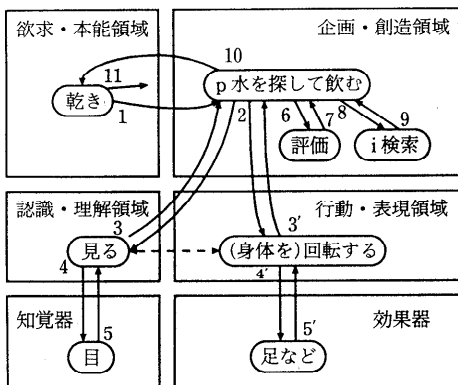 欲求・本能領域
企画・創造領域
10
11
p水を探して飲む
乾き
1
2
6
7
8
9
評価
i検索
認識・理解領域
行動・表現領域
3
3′
見る
(身体を)回転する
4
4′
知覚器
効果器
5
5′
目
足など